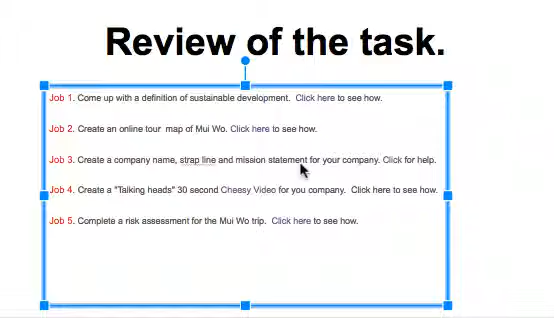 Review of the task.
Job 1. Come up with a definition of sustainable development. Click here to see how.
Job 2. Create an online tour map of Mui Wo. Click here to see how.
Job 3. Create a company name, strap line and mission statement for your company. Click for help.
Job 4. Create a "Talking heads" 30 second Cheesy Video for you company. Click here to see how.
Job 5. Complete a risk assessment for the Mui Wo trip. Click here to see how.